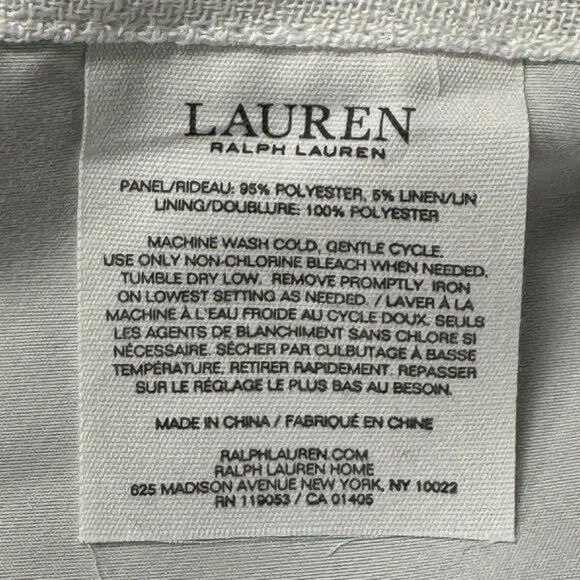 LAUREN
RALPH LAUREN
PANEL/RIDEAU: 95% POLYESTER, 5% LINEN/LIN
LINING/DOUBLURE: 100% POLYESTER
MACHINE WASH COLD, GENTLE CYCLE.
USE ONLY NON-CHLORINE BLEACH WHEN NEEDED.
TUMBLE DRY LOW. REMOVE PROMPTLY. IRON
ON LOWEST SETTING AS NEEDED. / LAVER À LA
MACHINE À L'EAU FROIDE AU CYCLE DOUX. SEULS
LES AGENTS DE BLANCHIMENT SANS CHLORE SI
NÉCESSAIRE. SÉCHER PAR CULBUTAGE À BASSE
TEMPÉRATURE. RETIRER RAPIDEMENT. REPASSER
SUR LE RÉGLAGE LE PLUS BAS AU BESOIN.
MADE IN CHINA / FABRIQUÉ EN CHINE
RALPHLAUREN.COM
RALPH LAUREN HOME
625 MADISON AVENUE NEW YORK, NY 10022
RN 119053 / CA 01405